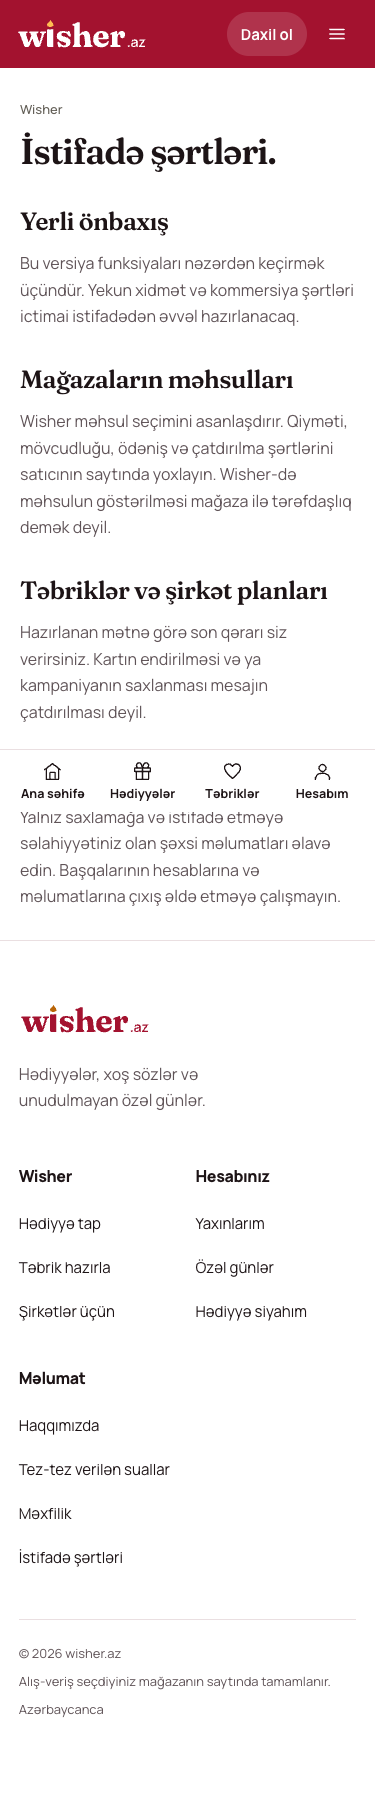 wisher.az
Daxil ol
Wisher
İstifadə şərtləri.
Yerli önbaxış
Bu versiya funksiyaları nəzərdən keçirmək
üçündür. Yekun xidmət və kommersiya şərtləri
ictimai istifadədən əvvəl hazırlanacaq.
Mağazaların məhsulları
Wisher məhsul seçimini asanlaşdırır. Qiyməti,
mövcudluğu, ödəniş və çatdırılma şərtlərini
satıcının saytında yoxlayın. Wisher-də
məhsulun göstərilməsi mağaza ilə tərəfdaşlıq
demək deyil.
Təbriklər və şirkət planları
Hazırlanan mətnə görə son qərarı siz
verirsiniz. Kartın endirilməsi və ya
kampaniyanın saxlanması mesajın
çatdırılması deyil.
Ana səhifə
Hədiyyələr
Təbriklər
Hesabım
Yalnız saxlamağa və istifadə etməyə
səlahiyyətiniz olan şəxsi məlumatları əlavə
edin. Başqalarının hesablarına və
məlumatlarına çıxış əldə etməyə çalışmayın.
wisher.az
Hədiyyələr, xoş sözlər və
unudulmayan özəl günlər.
Wisher
Hədiyyə tap
Təbrik hazırla
Şirkətlər üçün
Hesabınız
Yaxınlarım
Özəl günlər
Hədiyyə siyahım
Məlumat
Haqqımızda
Tez-tez verilən suallar
Məxfilik
İstifadə şərtləri
© 2026 wisher.az
Alış-veriş seçdiyiniz mağazanın saytında tamamlanır.
Azərbaycanca